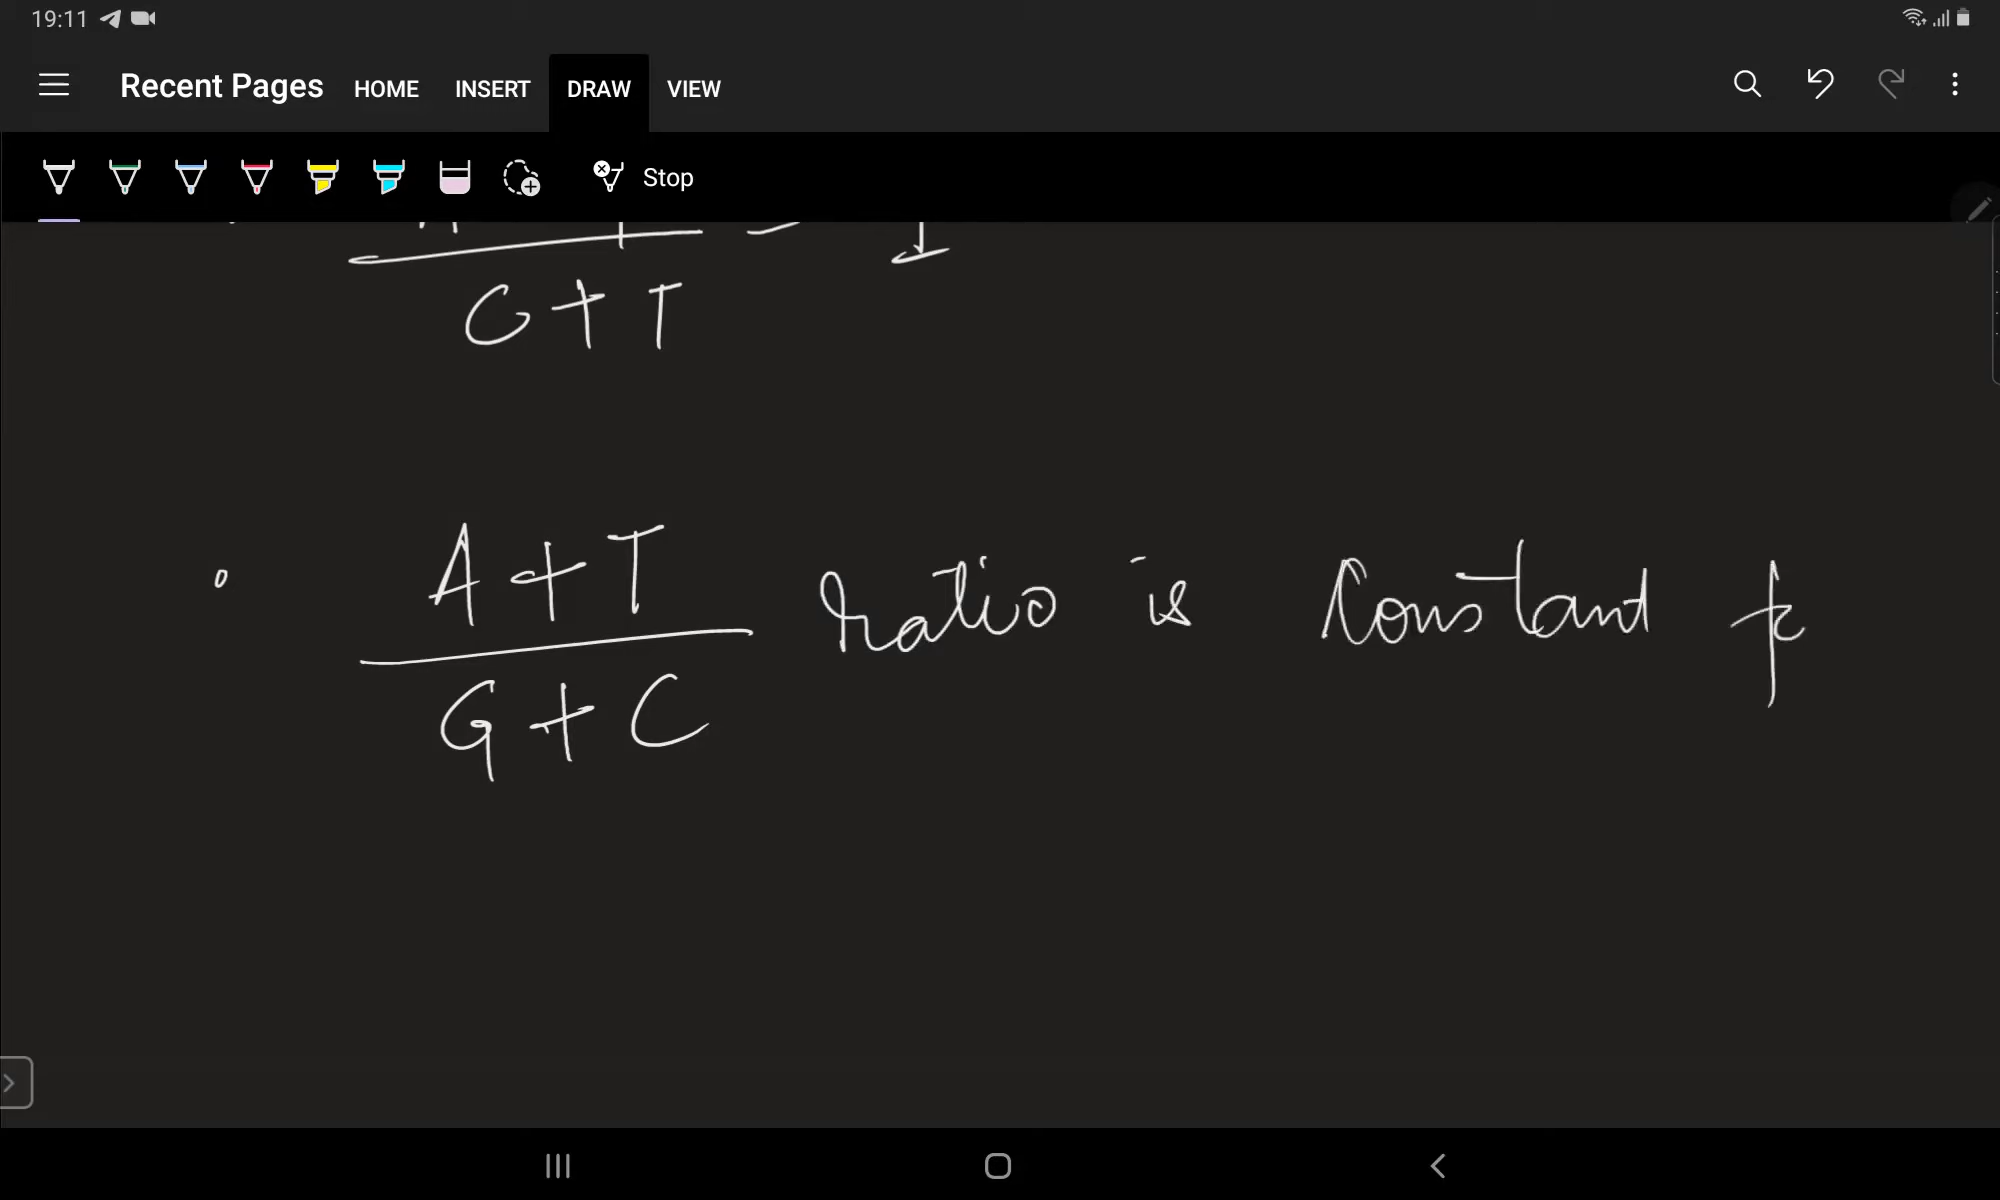 19:11
Recent Pages HOME INSERT DRAW VIEW
Stop
C + T
A + T
ratio is Constant
G + C